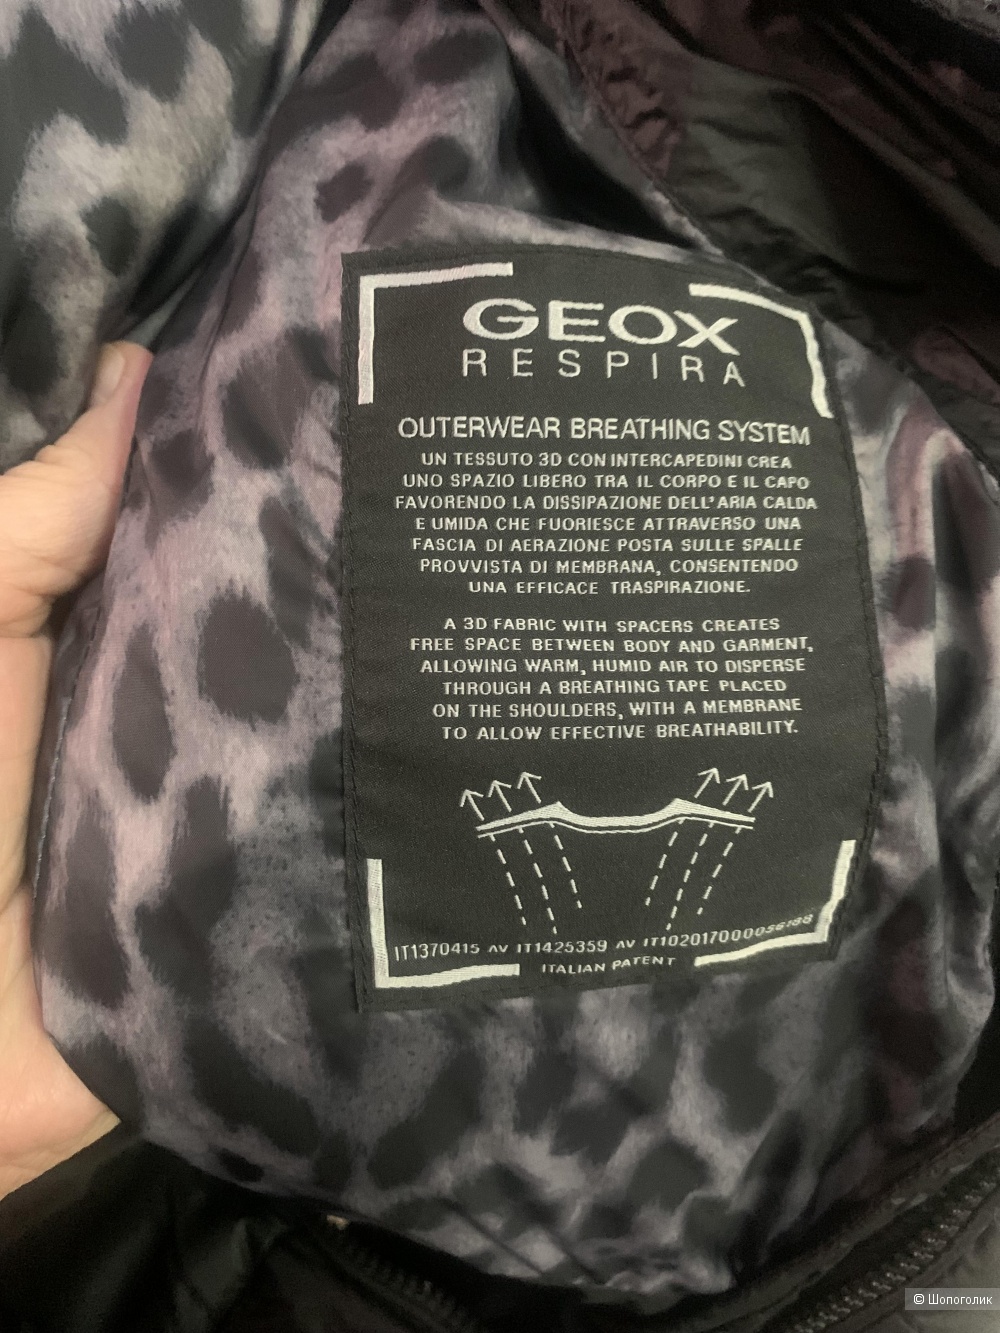 GEOX
RESPIRA
OUTERWEAR BREATHING SYSTEM
UN TESSUTO 3D CON INTERCAPEDINI CREA
UNO SPAZIO LIBERO TRA IL CORPO E IL CAPO
FAVORENDO LA DISSIPAZIONE DELL'ARIA CALDA
E UMIDA CHE FUORIESCE ATTRAVERSO UNA
FASCIA DI AERAZIONE POSTA SULLE SPALLE
PROVVISTA DI MEMBRANA, CONSENTENDO
UNA EFFICACE TRASPIRAZIONE.
A 3D FABRIC WITH SPACERS CREATES
FREE SPACE BETWEEN BODY AND GARMENT,
ALLOWING WARM, HUMID AIR TO DISPERSE
THROUGH A BREATHING TAPE PLACED
ON THE SHOULDERS, WITH A MEMBRANE
TO ALLOW EFFECTIVE BREATHABILITY.
IT1370415 AV IT1425359 AV IT102017000056188
ITALIAN PATENT
© Шопоголик